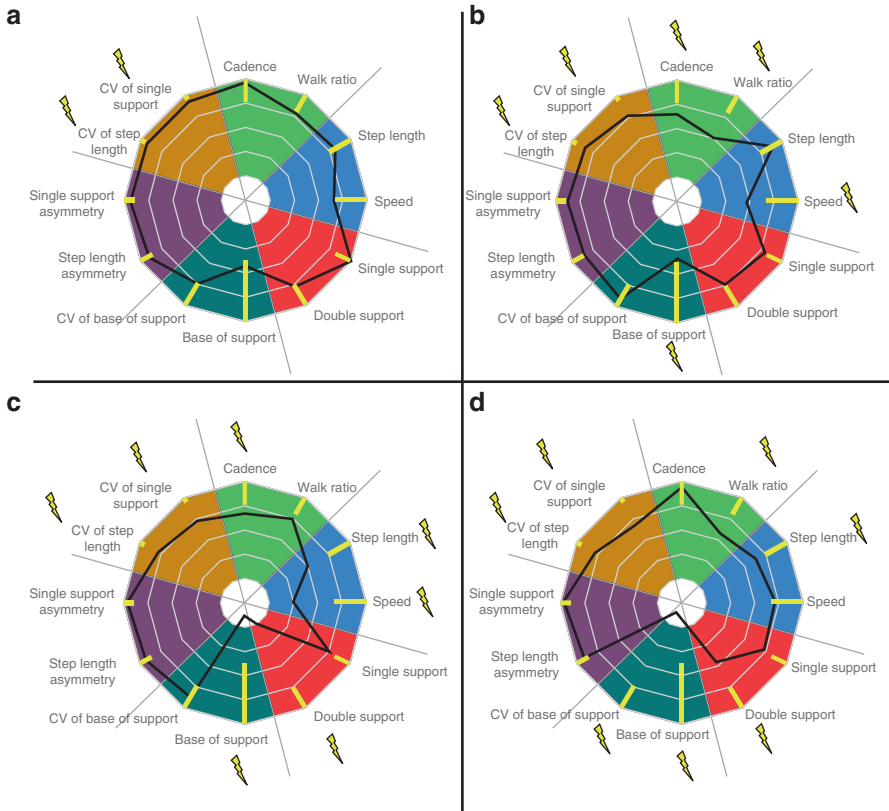 a
Cadence
Walk ratio
Step length
Speed
Single support
Double support
Base of support
CV of base of support
Step length
asymmetry
Single support
asymmetry
CV of step
length
CV of single
support
b
Cadence
Walk ratio
Step length
Speed
Single support
Double support
Base of support
CV of base of support
Step length
asymmetry
Single support
asymmetry
CV of step
length
CV of single
support
c
Cadence
Walk ratio
Step length
Speed
Single support
Double support
Base of support
CV of base of support
Step length
asymmetry
Single support
asymmetry
CV of step
length
CV of single
support
d
Cadence
Walk ratio
Step length
Speed
Single support
Double support
Base of support
CV of base of support
Step length
asymmetry
Single support
asymmetry
CV of step
length
CV of single
support